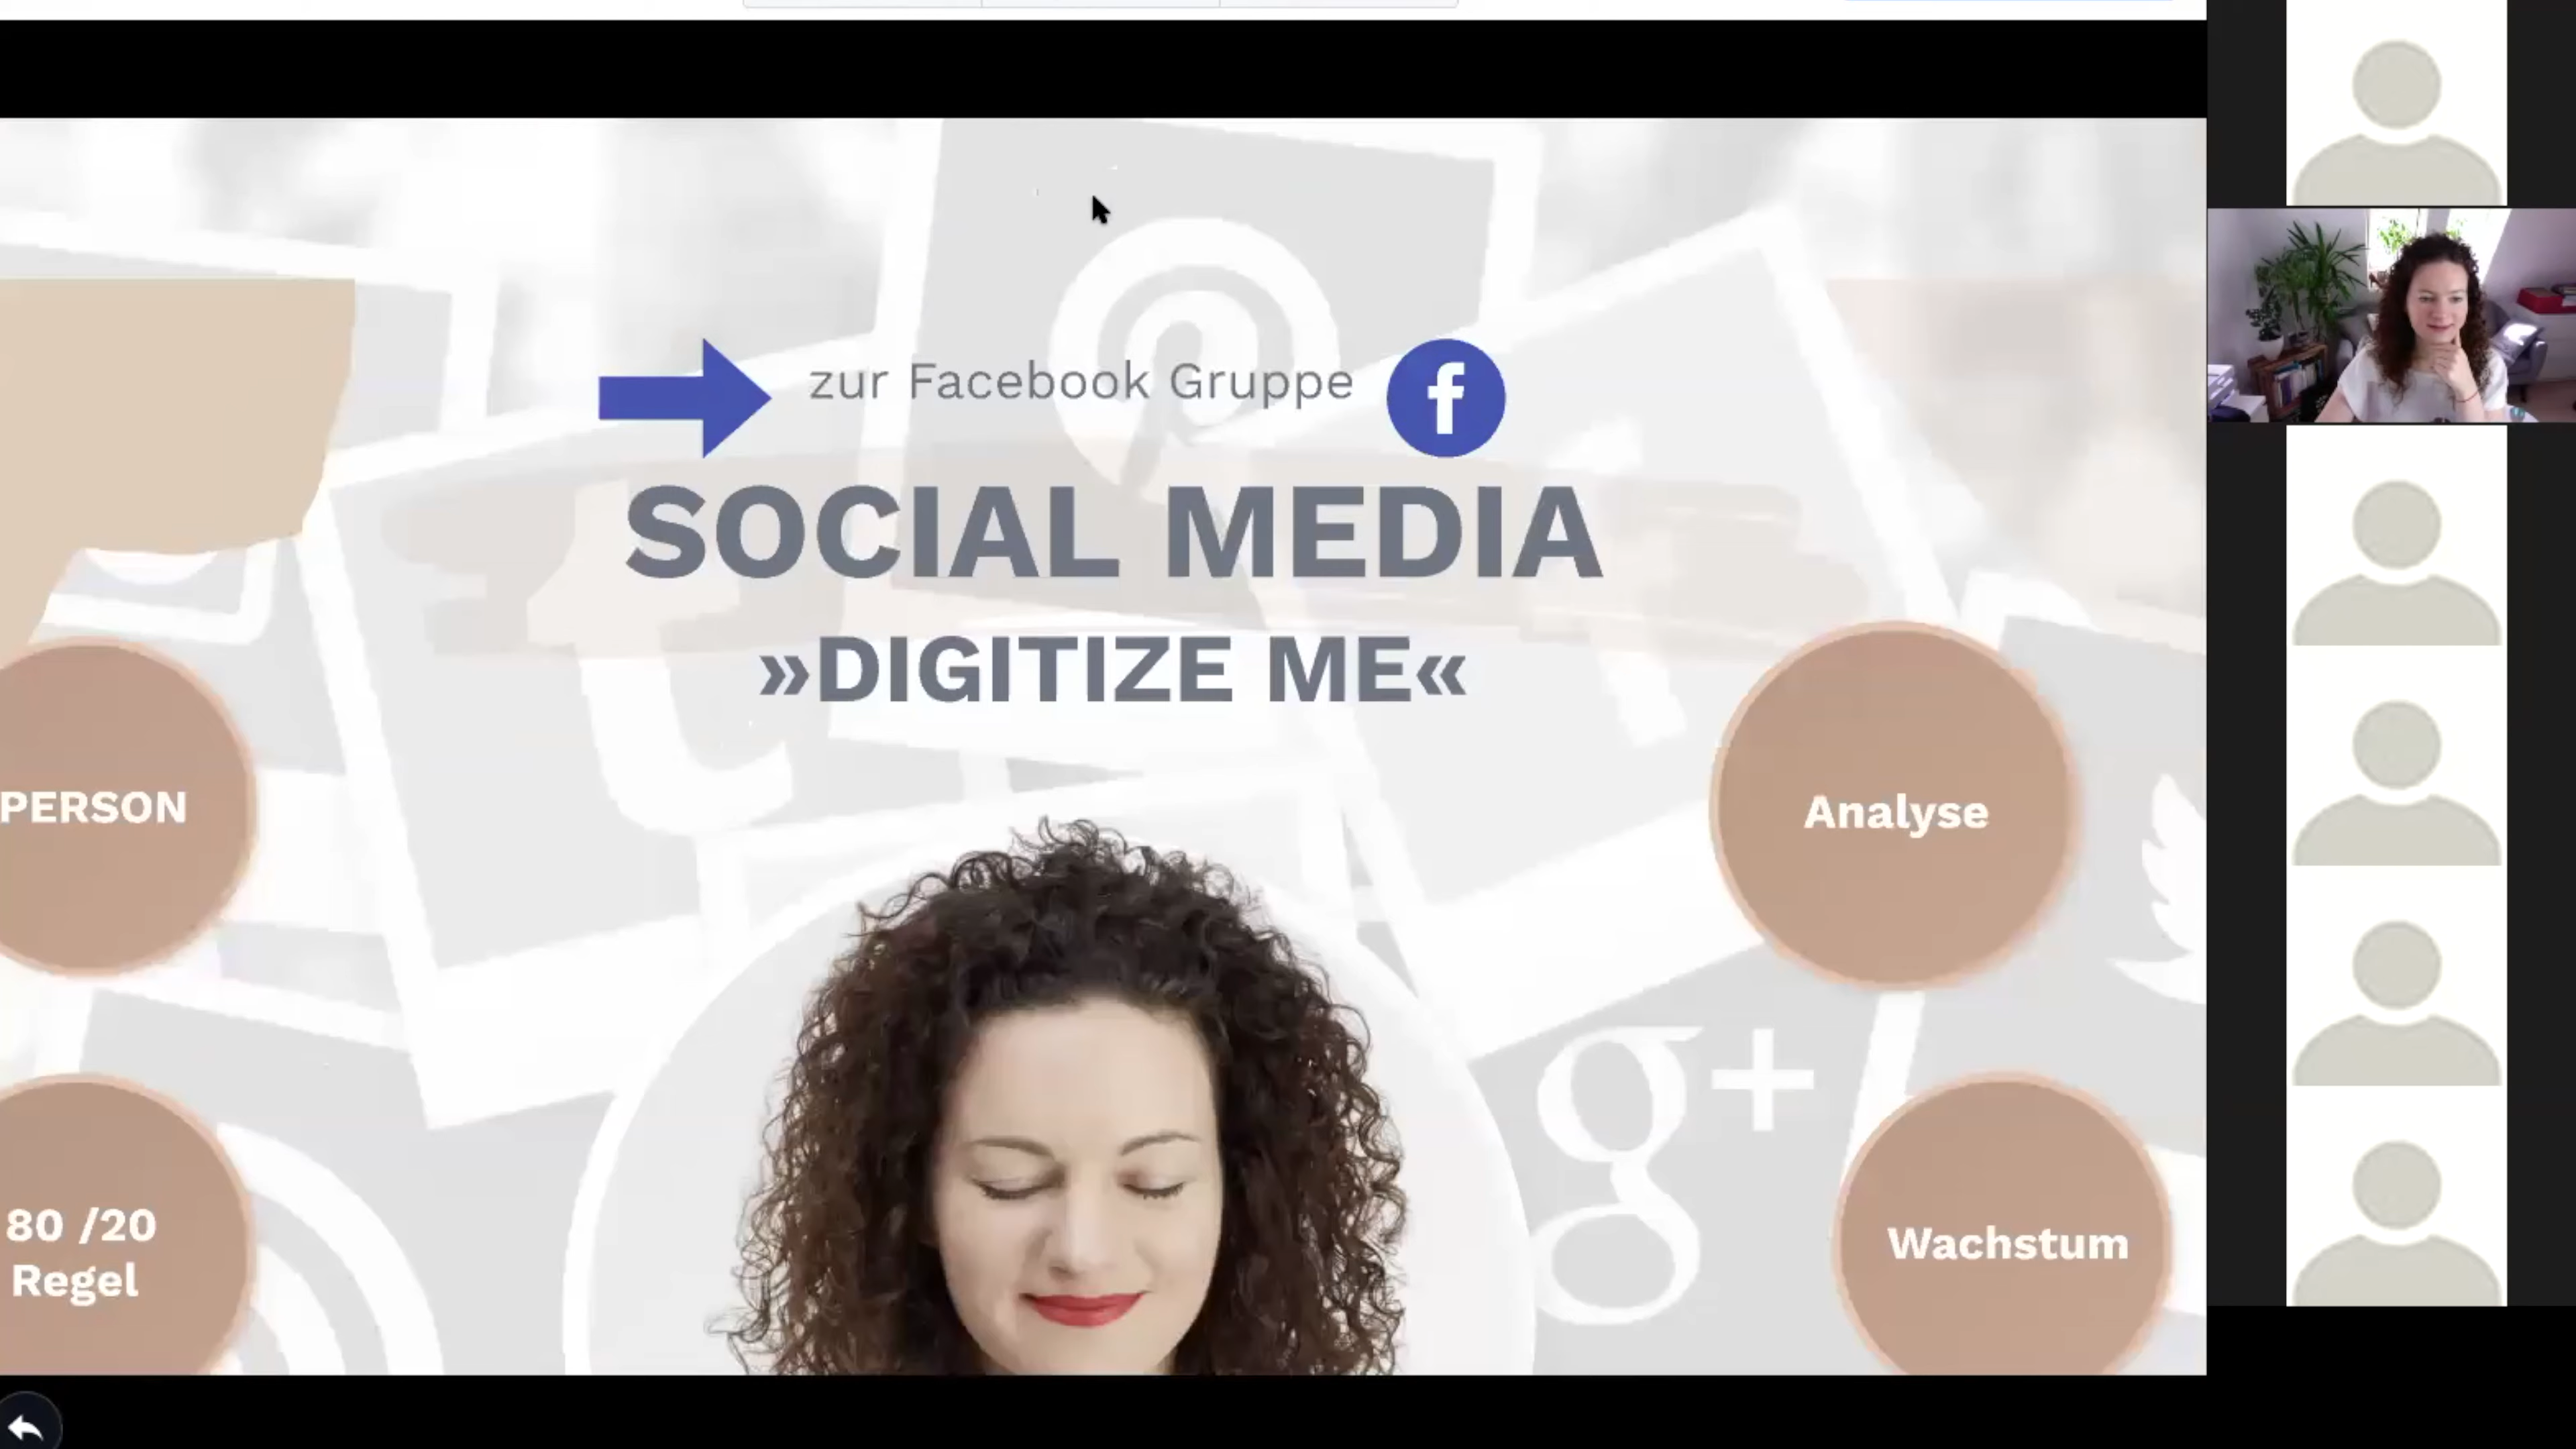 zur Facebook Gruppe
f
SOCIAL MEDIA
»DIGITIZE ME«
PERSON
Analyse
g+
80 /20
Regel
Wachstum